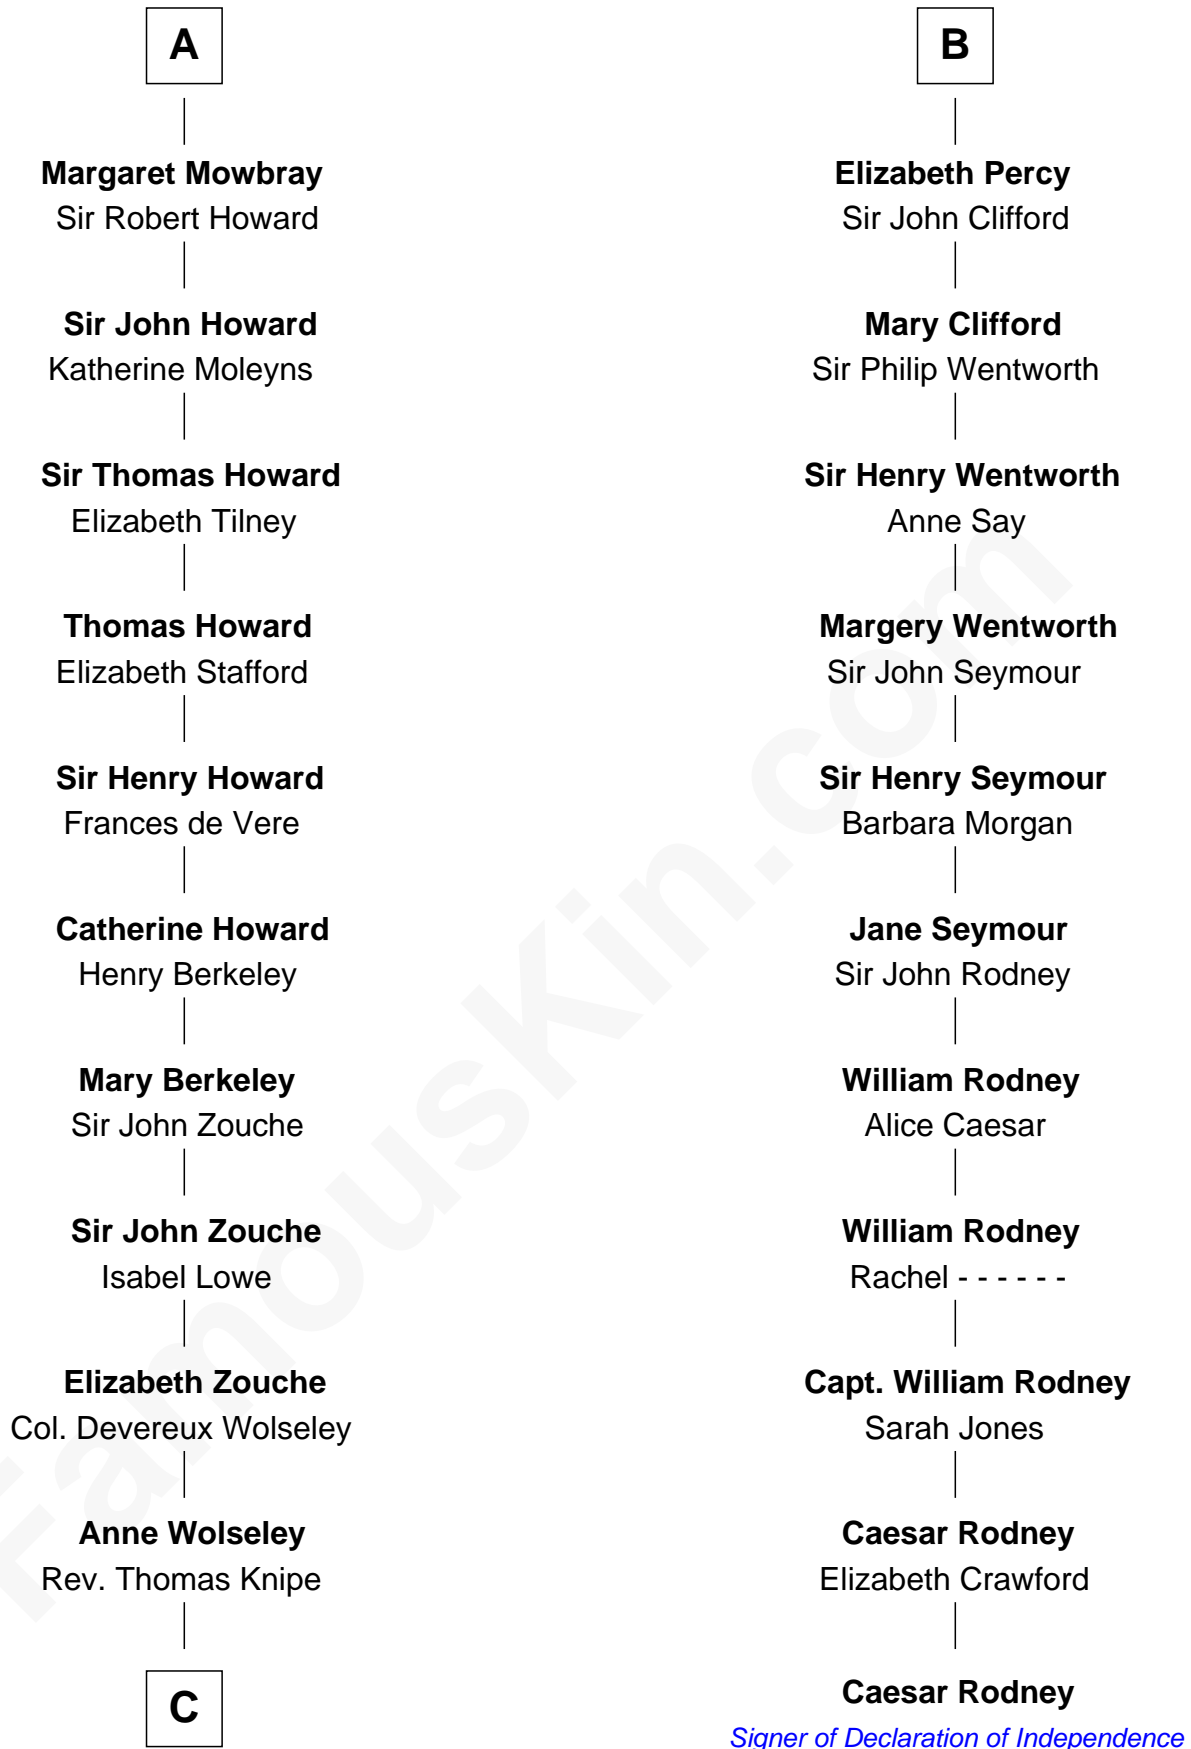 A
Margaret Mowbray
Sir Robert Howard
Sir John Howard
Katherine Moleyns
Sir Thomas Howard
Elizabeth Tilney
Thomas Howard
Elizabeth Stafford
Sir Henry Howard
Frances de Vere
Catherine Howard
Henry Berkeley
Mary Berkeley
Sir John Zouche
Sir John Zouche
Isabel Lowe
Elizabeth Zouche
Col. Devereux Wolseley
Anne Wolseley
Rev. Thomas Knipe
C
B
Elizabeth Percy
Sir John Clifford
Mary Clifford
Sir Philip Wentworth
Sir Henry Wentworth
Anne Say
Margery Wentworth
Sir John Seymour
Sir Henry Seymour
Barbara Morgan
Jane Seymour
Sir John Rodney
William Rodney
Alice Caesar
William Rodney
Rachel - - - - - -
Capt. William Rodney
Sarah Jones
Caesar Rodney
Elizabeth Crawford
Caesar Rodney
Signer of Declaration of Independence
FamousKin.com